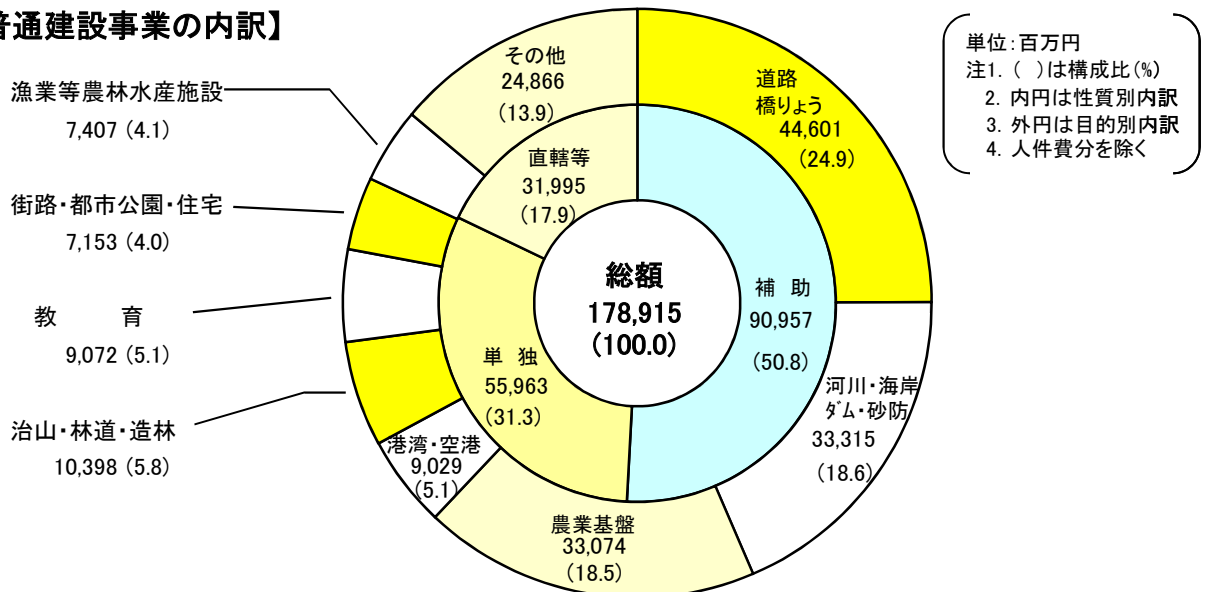 普通建設事業の内訳】
単位:百万円
注1. ( )は構成比(%)
2. 内円は性質別内訳
3. 外円は目的別内訳
4. 人件費分を除く
その他
24,866
(13.9)
道路
橋りょう
44,601
(24.9)
漁業等農林水産施設
7,407 (4.1)
直轄等
31,995
(17.9)
街路・都市公園・住宅
7,153 (4.0)
総額
178,915
(100.0)
補 助
90,957
(50.8)
教 育
9,072 (5.1)
単 独
55,963
(31.3)
河川・海岸
ダム・砂防
33,315
(18.6)
治山・林道・造林
10,398 (5.8)
港湾・空港
9,029
(5.1)
農業基盤
33,074
(18.5)